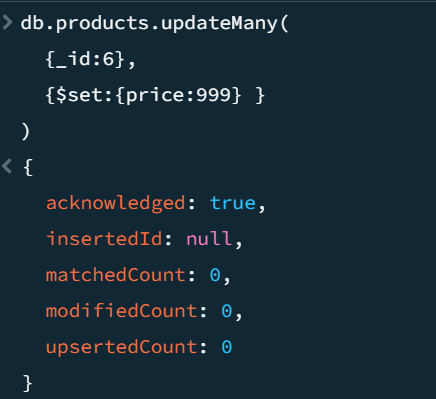 > db.products.updateMany(
{_id:6},
{$set:{price:999} }
)
< {
acknowledged: true,
insertedId: null,
matchedCount: 0,
modifiedCount: 0,
upsertedCount: 0
}